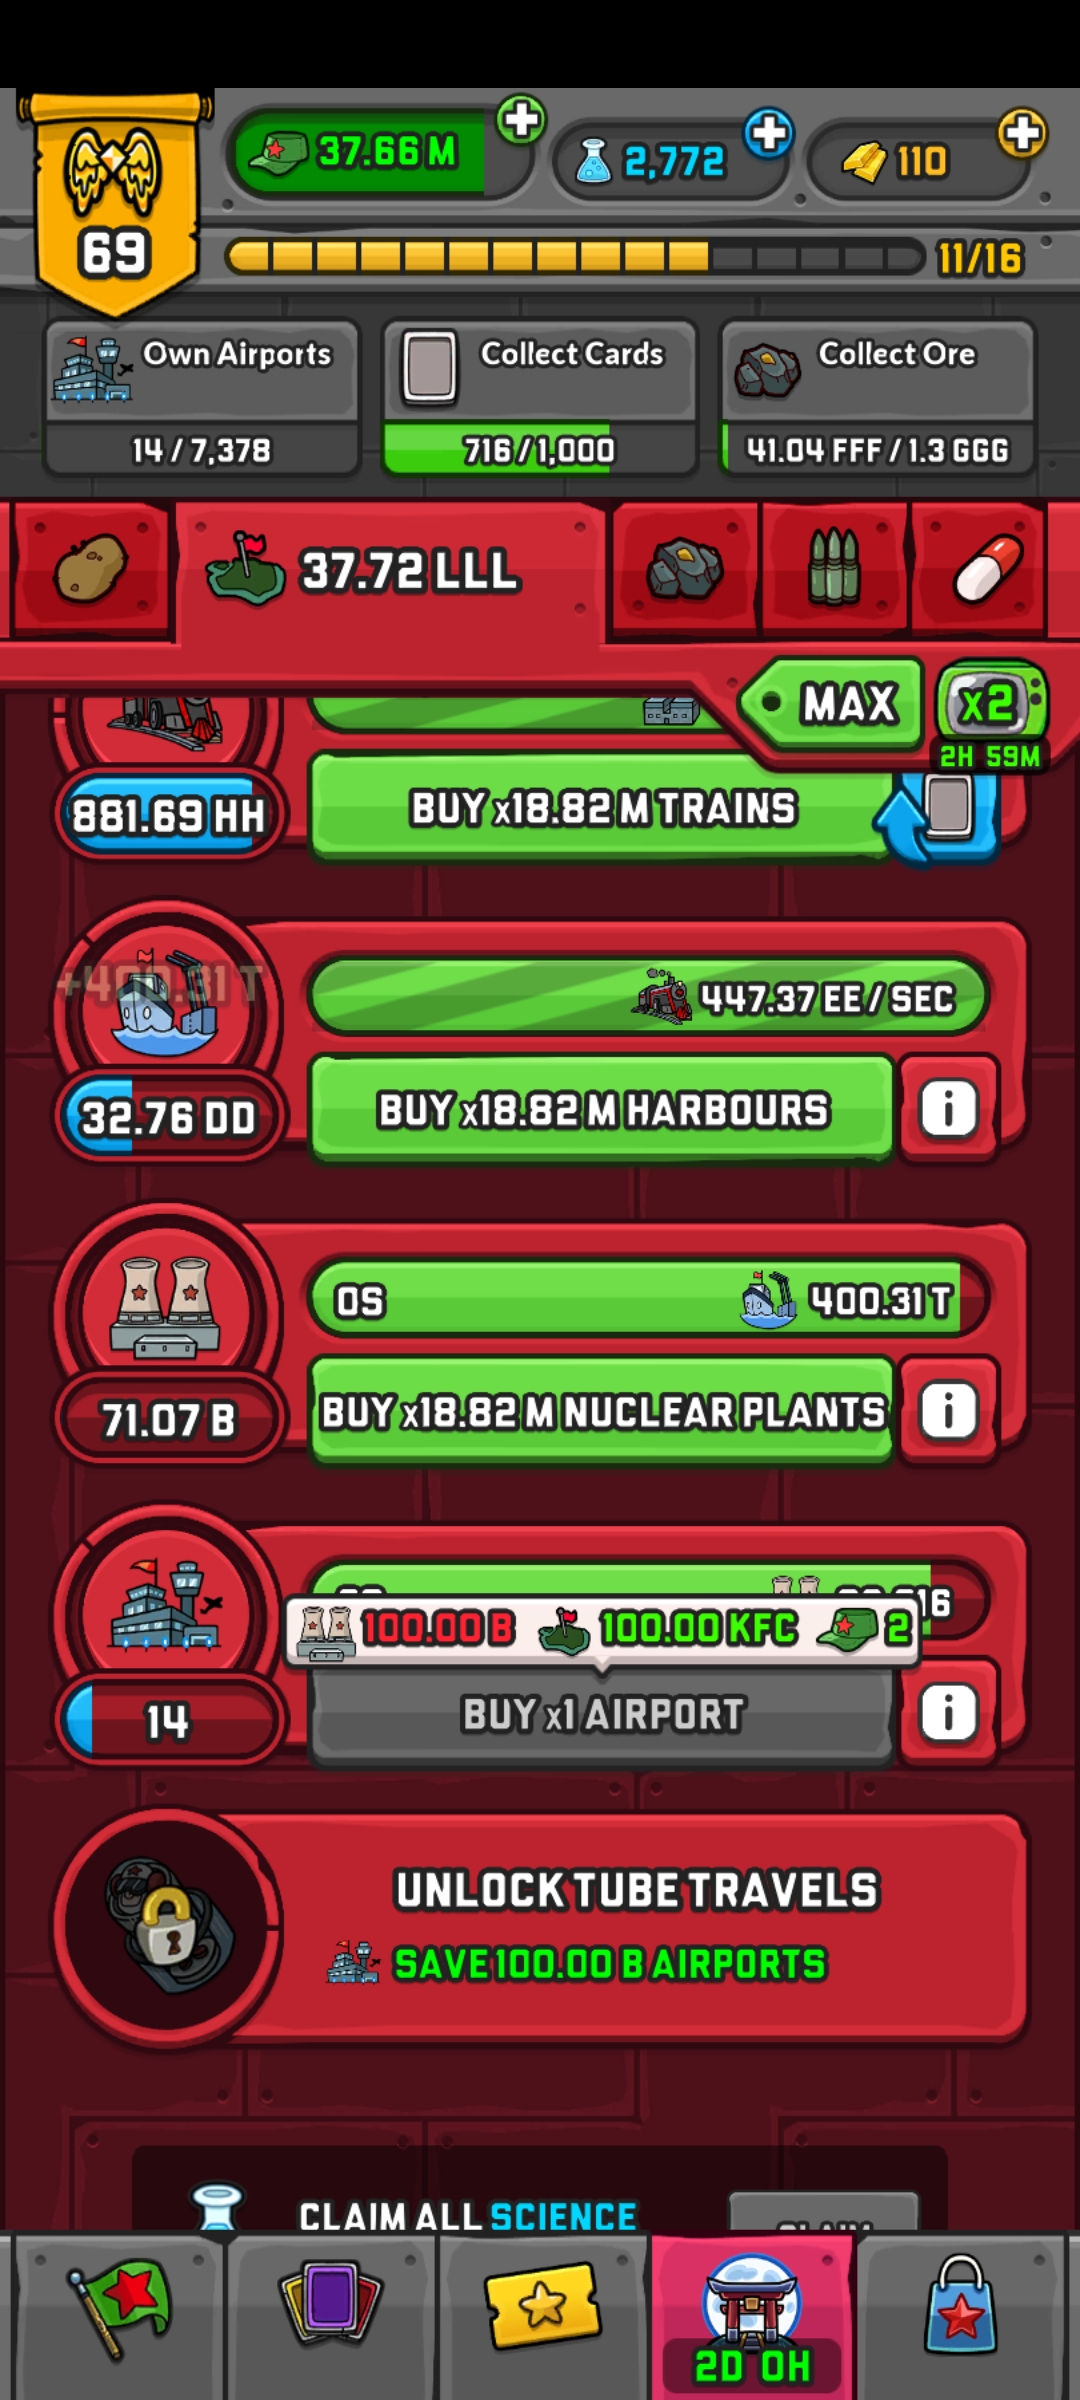 37.66 M
2,772
110
69
11/16
Own Airports
Collect Cards
Collect Ore
14 / 7,378
716 / 1,000
41.04 FFF / 1.3 GGG
37.72 LLL
MAX
x2
2H 59M
881.69 HH
BUY x18.82 M TRAINS
+400.31 T
447.37 EE / SEC
32.76 DD
BUY x18.82 M HARBOURS
i
0S
400.31 T
71.07 B
BUY x18.82 M NUCLEAR PLANTS
i
100.00 B
100.00 KFC
2
14
BUY x1 AIRPORT
i
UNLOCK TUBE TRAVELS
SAVE 100.00 B AIRPORTS
CLAIM ALL SCIENCE
CLAIM
2D 0H